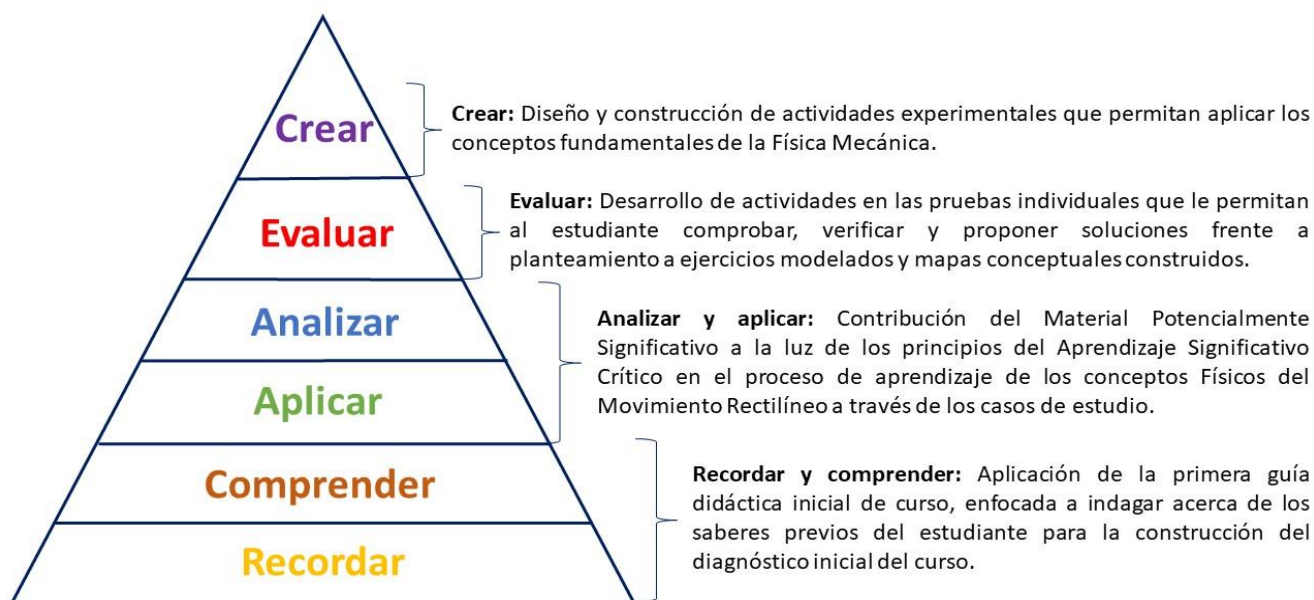 Crear
Crear: Diseño y construcción de actividades experimentales que permitan aplicar los
conceptos fundamentales de la Física Mecánica.
Evaluar
Evaluar: Desarrollo de actividades en las pruebas individuales que le permitan
al estudiante comprobar, verificar y proponer soluciones frente a
planteamiento a ejercicios modelados y mapas conceptuales construidos.
Analizar
Aplicar
Analizar y aplicar: Contribución del Material Potencialmente
Significativo a la luz de los principios del Aprendizaje Significativo
Crítico en el proceso de aprendizaje de los conceptos Físicos del
Movimiento Rectilíneo a través de los casos de estudio.
Comprender
Recordar
Recordar y comprender: Aplicación de la primera guía
didáctica inicial de curso, enfocada a indagar acerca de los
saberes previos del estudiante para la construcción del
diagnóstico inicial del curso.